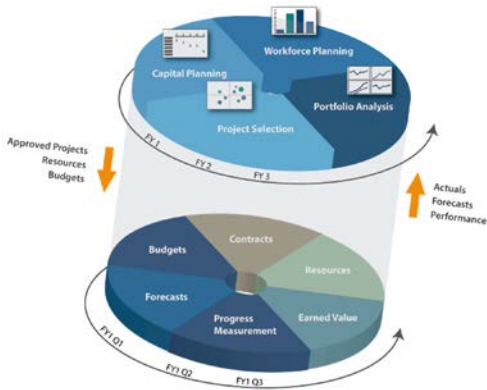 Workforce Planning
Capital Planning
Portfolio Analysis
Project Selection
FY 1
FY 2
FY 3
Approved Projects
Resources
Budgets
Actuals
Forecasts
Performance
Contracts
Budgets
Resources
Forecasts
Progress
Measurement
Earned Value
FY1 Q1
FY1 Q2
FY1 Q3